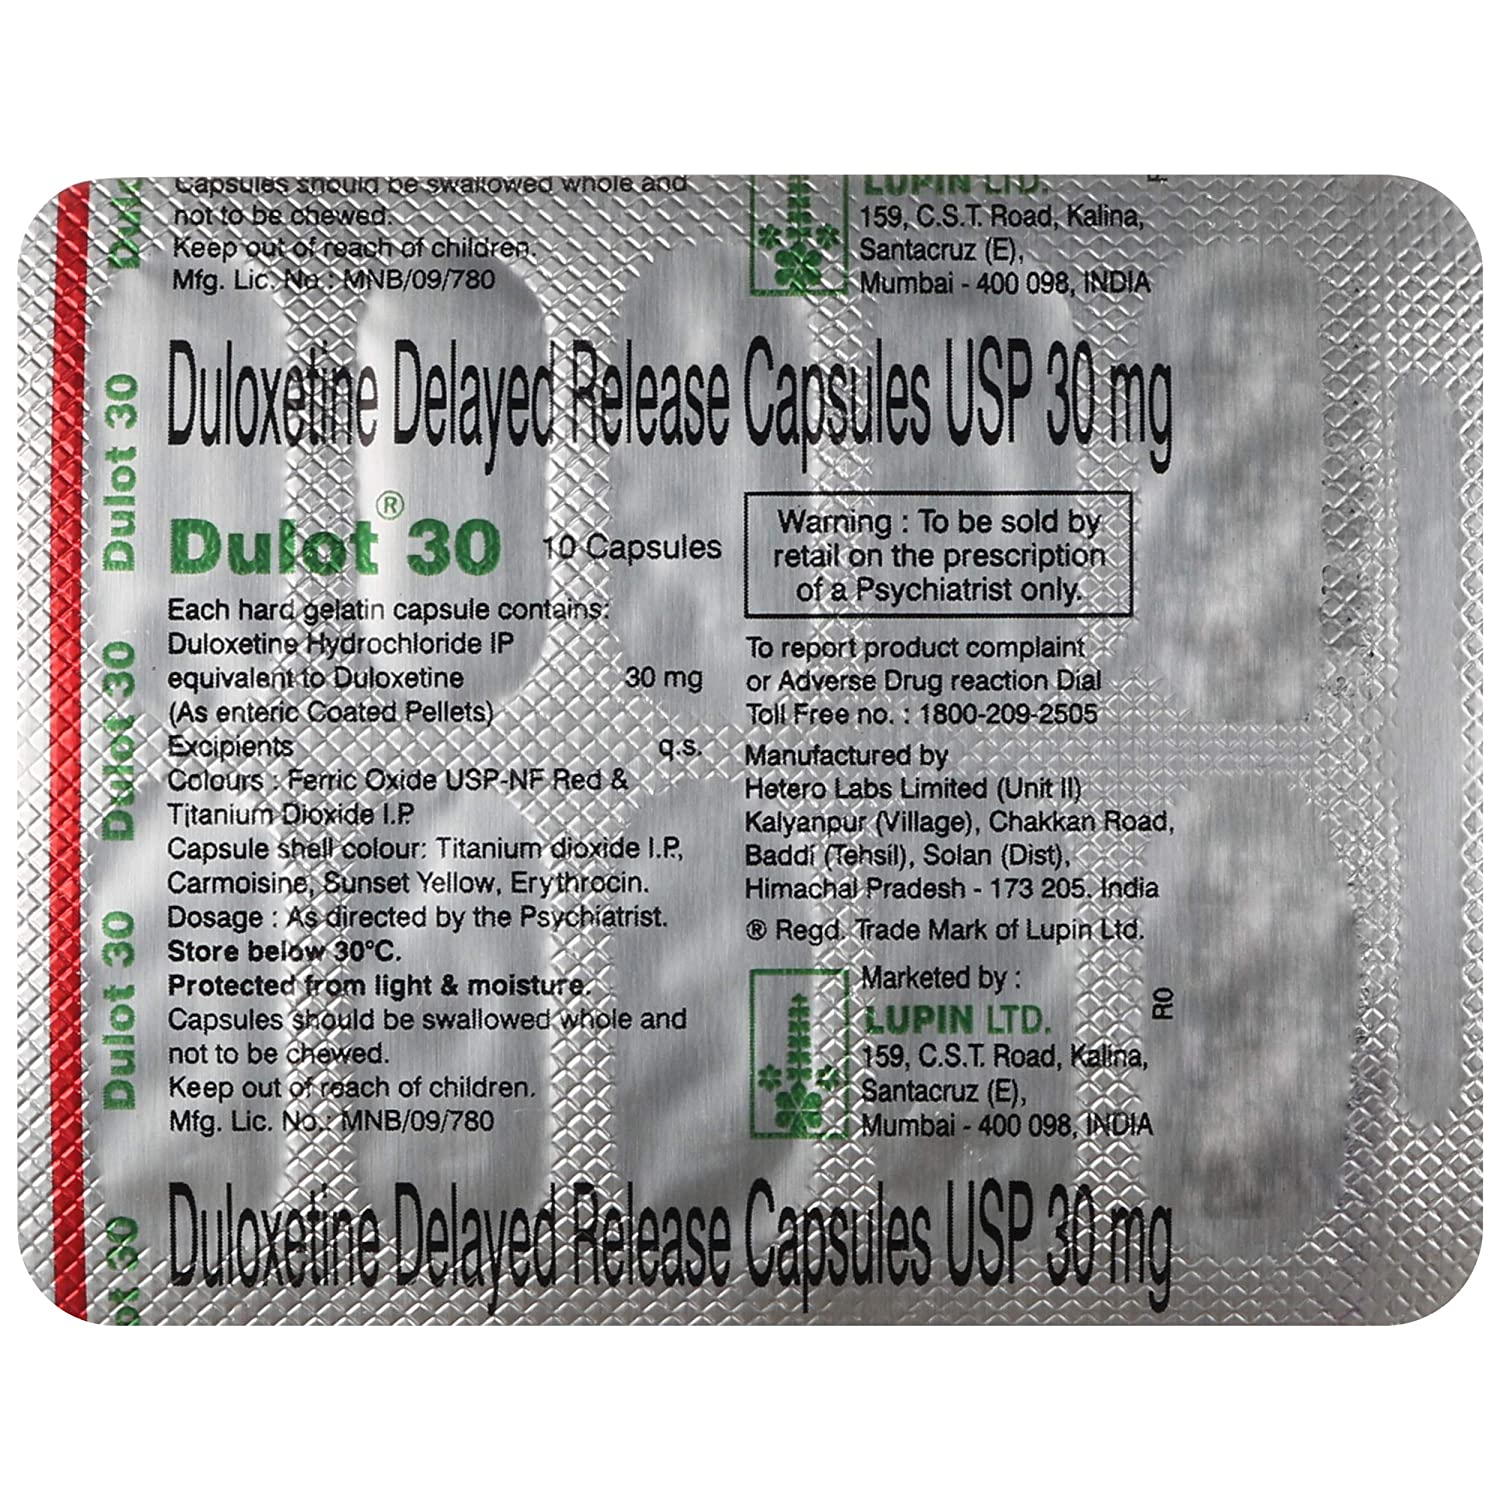 Capsules should be swallowed whole and
not to be chewed.
Keep out of reach of children.
Mfg. Lic. No.: MNB/09/780
LUPIN LTD.
159, C.S.T. Road, Kalina,
Santacruz (E),
Mumbai - 400 098, INDIA
Duloxetine Delayed Release Capsules USP 30 mg
Dulot® 30 10 Capsules
Each hard gelatin capsule contains:
Duloxetine Hydrochloride IP
equivalent to Duloxetine 30 mg
(As enteric Coated Pellets)
Excipients q.s.
Colours : Ferric Oxide USP-NF Red &
Titanium Dioxide I.P.
Capsule shell colour: Titanium dioxide I.P.,
Carmoisine, Sunset Yellow, Erythrocin.
Dosage : As directed by the Psychiatrist.
Store below 30°C.
Protected from light & moisture.
Capsules should be swallowed whole and
not to be chewed.
Keep out of reach of children.
Mfg. Lic. No.: MNB/09/780
Warning : To be sold by
retail on the prescription
of a Psychiatrist only.
To report product complaint
or Adverse Drug reaction Dial
Toll Free no. : 1800-209-2505
Manufactured by
Hetero Labs Limited (Unit II)
Kalyanpur (Village), Chakkan Road,
Baddi (Tehsil), Solan (Dist),
Himachal Pradesh - 173 205. India
® Regd. Trade Mark of Lupin Ltd.
Marketed by :
LUPIN LTD.
159, C.S.T. Road, Kalina,
Santacruz (E),
Mumbai - 400 098, INDIA
R0
Duloxetine Delayed Release Capsules USP 30 mg
Dulot 30
Dulot 30
Dulot 30